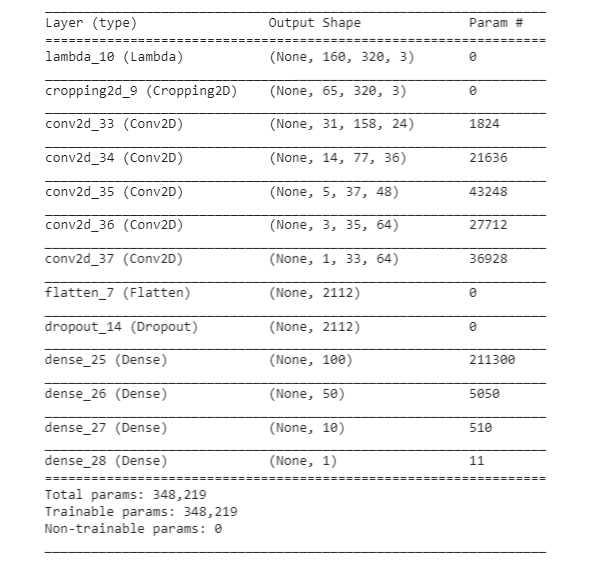 Layer (type) Output Shape Param #
lambda_10 (Lambda) (None, 160, 320, 3) 0
cropping2d_9 (Cropping2D) (None, 65, 320, 3) 0
conv2d_33 (Conv2D) (None, 31, 158, 24) 1824
conv2d_34 (Conv2D) (None, 14, 77, 36) 21636
conv2d_35 (Conv2D) (None, 5, 37, 48) 43248
conv2d_36 (Conv2D) (None, 3, 35, 64) 27712
conv2d_37 (Conv2D) (None, 1, 33, 64) 36928
flatten_7 (Flatten) (None, 2112) 0
dropout_14 (Dropout) (None, 2112) 0
dense_25 (Dense) (None, 100) 211300
dense_26 (Dense) (None, 50) 5050
dense_27 (Dense) (None, 10) 510
dense_28 (Dense) (None, 1) 11
Total params: 348,219
Trainable params: 348,219
Non-trainable params: 0